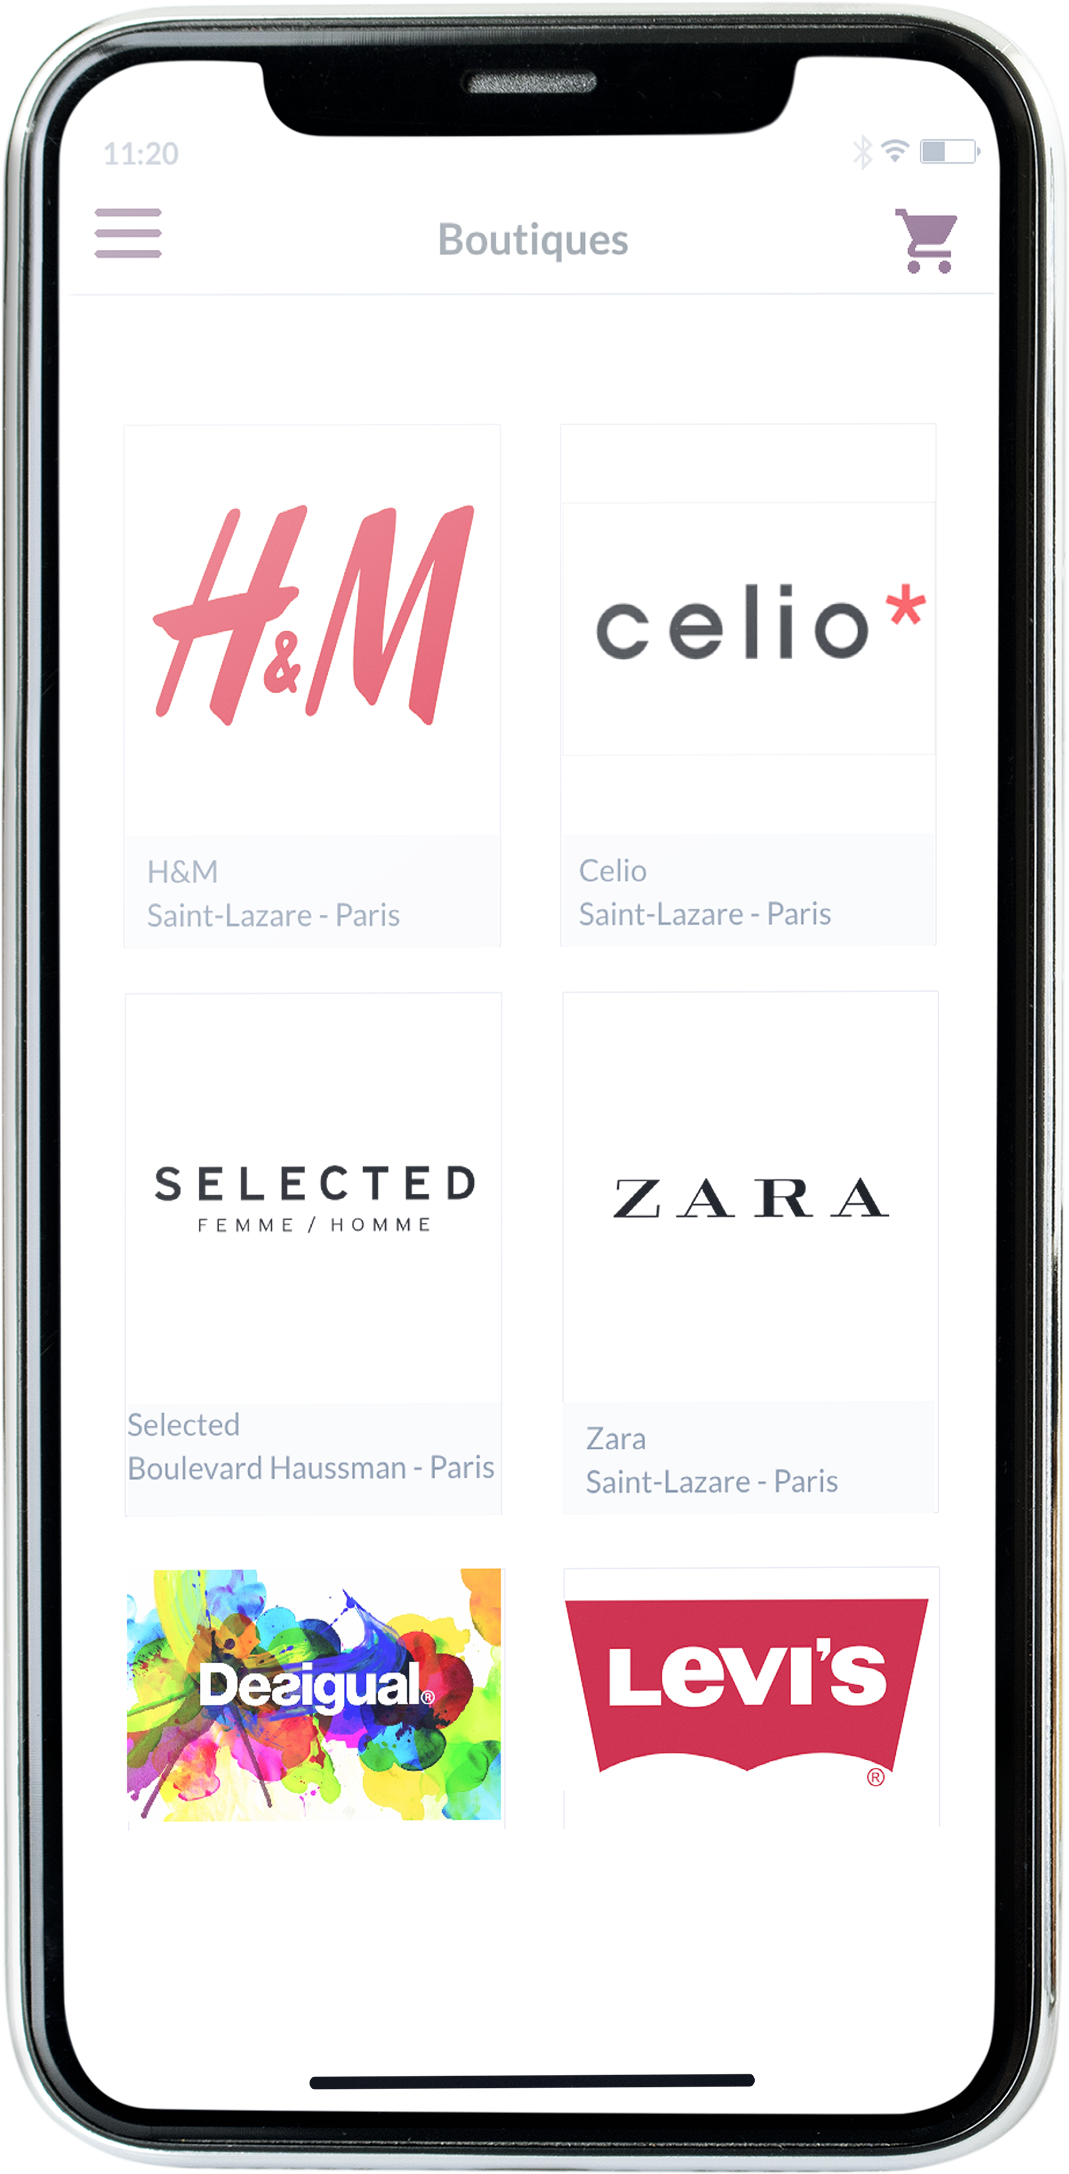 11:20
Boutiques
H&M
celio*
H&M
Saint-Lazare - Paris
Celio
Saint-Lazare - Paris
SELECTED
FEMME / HOMME
ZARA
Selected
Boulevard Haussman - Paris
Zara
Saint-Lazare - Paris
Desigual®
LEVI'S
®